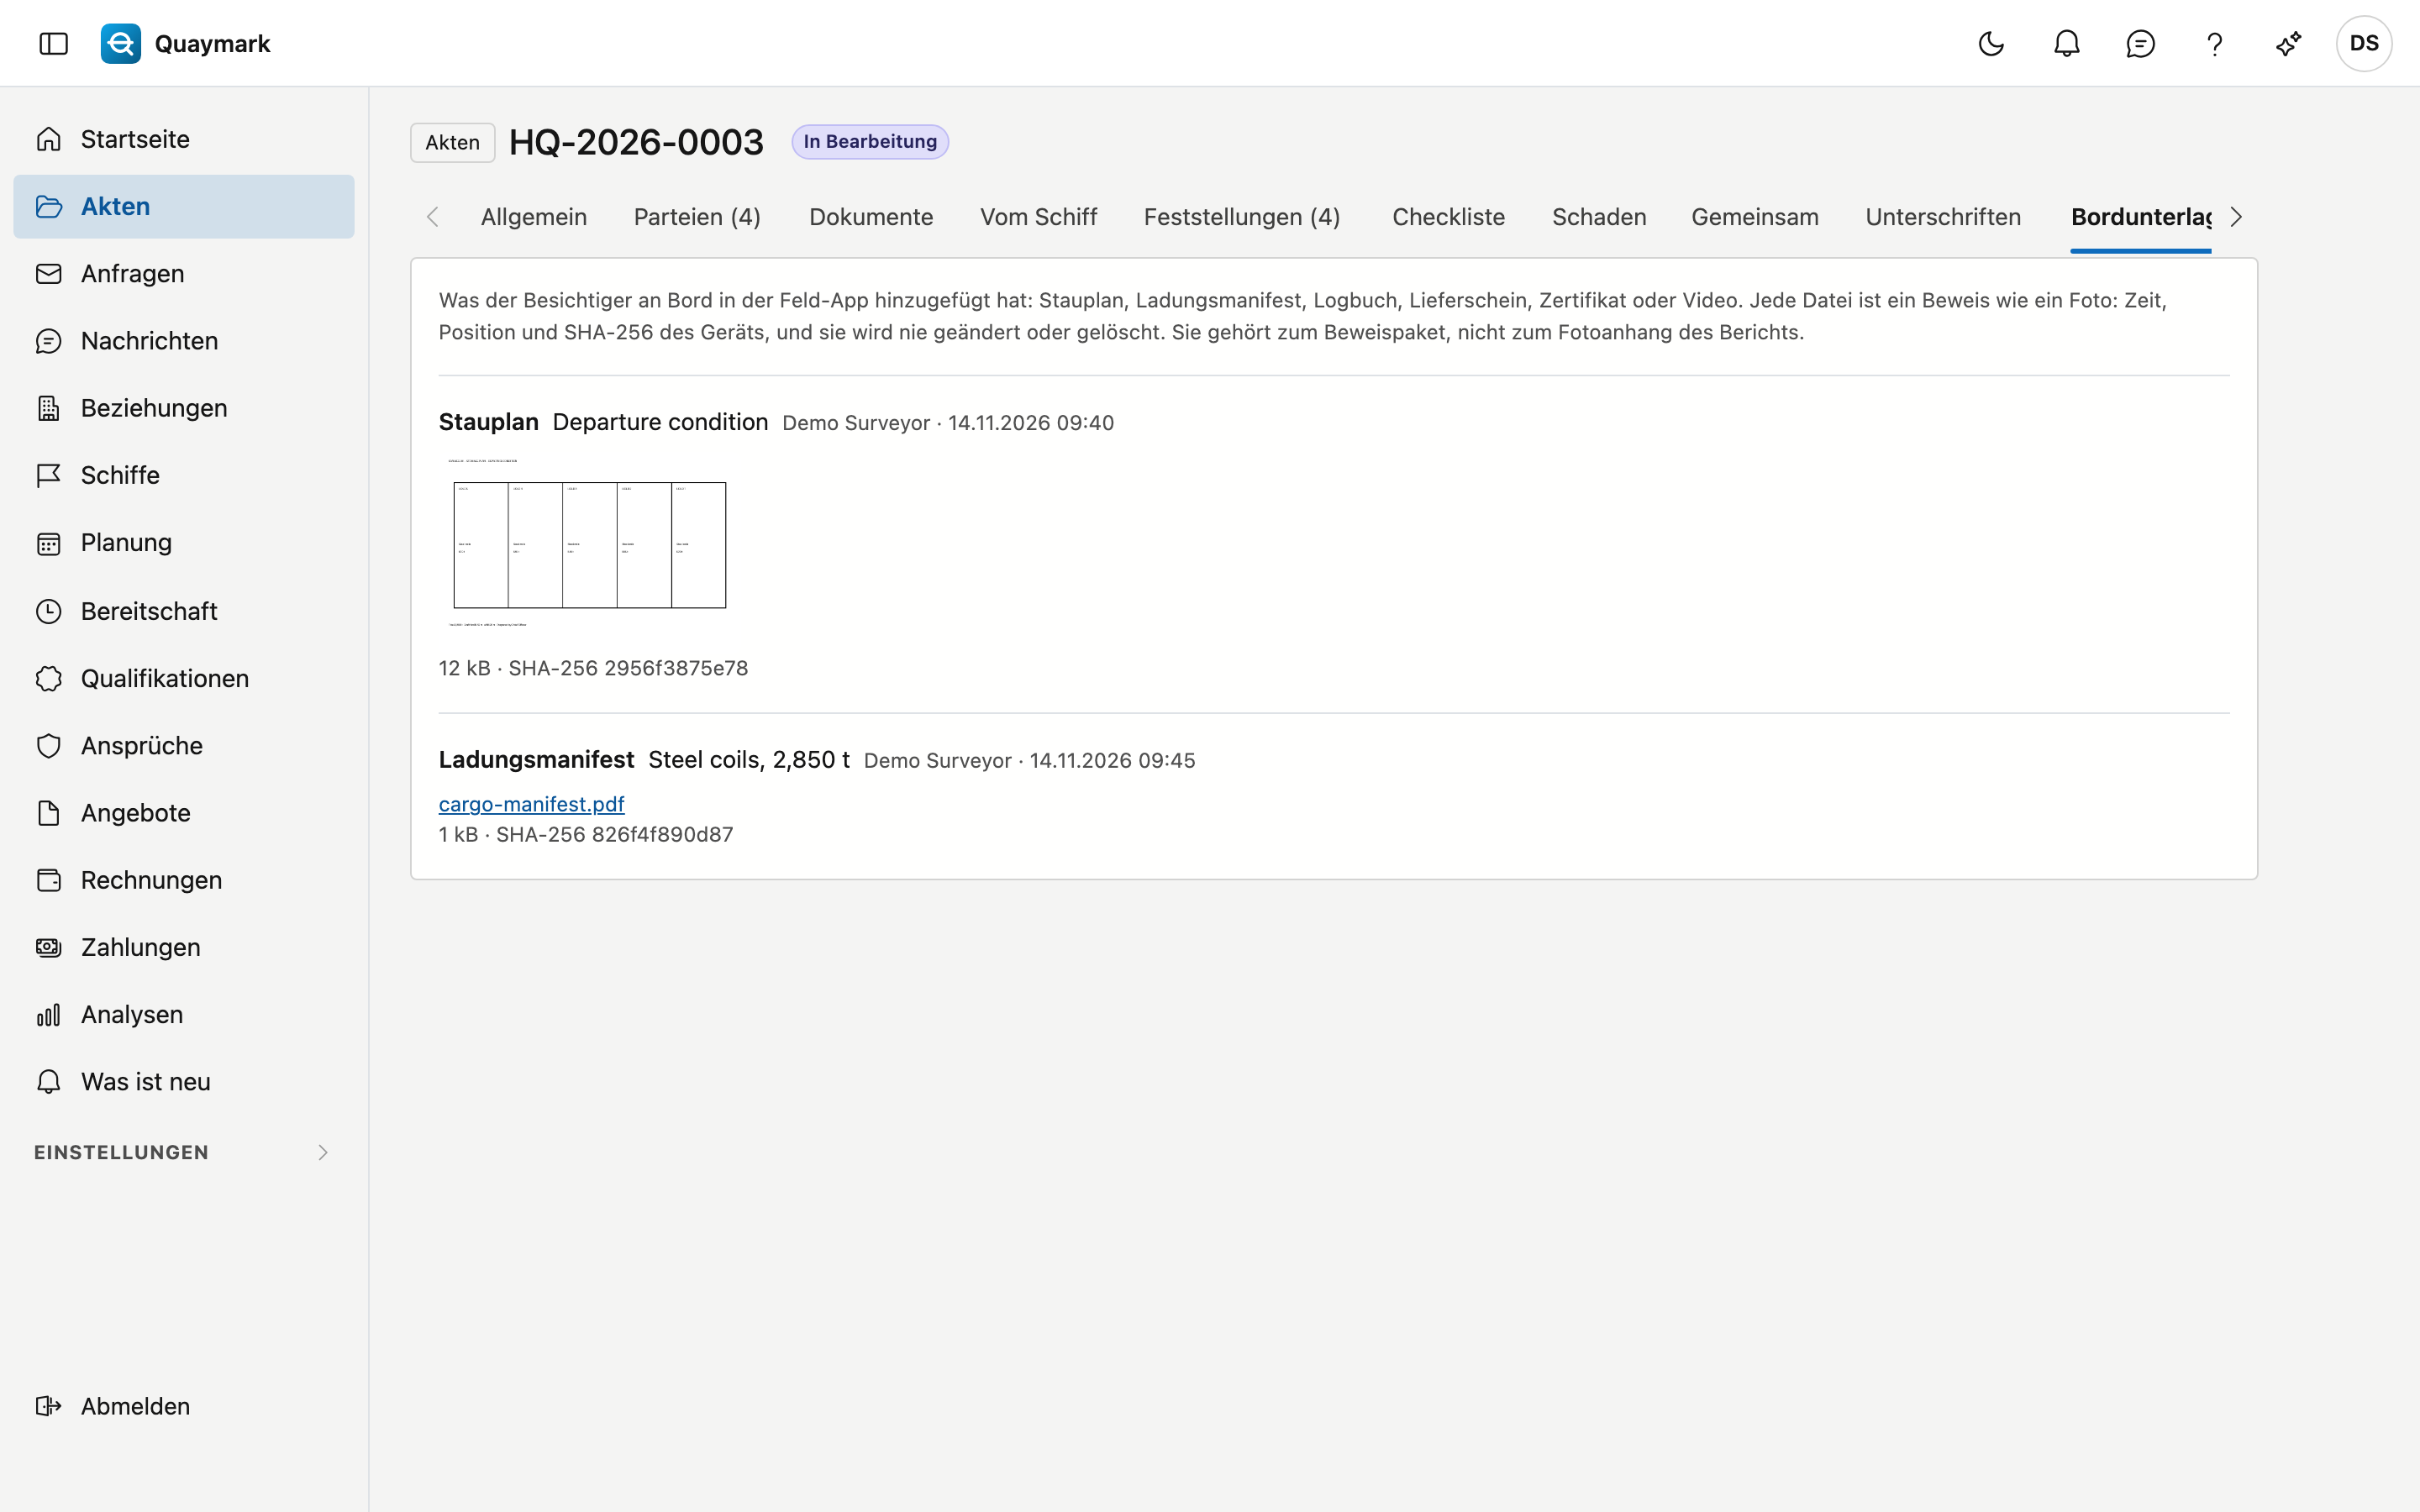 Quaymark
DS
Startseite
Akten
Anfragen
Nachrichten
Beziehungen
Schiffe
Planung
Bereitschaft
Qualifikationen
Ansprüche
Angebote
Rechnungen
Zahlungen
Analysen
Was ist neu
EINSTELLUNGEN
Abmelden
Akten HQ-2026-0003 In Bearbeitung
Allgemein Parteien (4) Dokumente Vom Schiff Feststellungen (4) Checkliste Schaden Gemeinsam Unterschriften Bordunterlag
Was der Besichtiger an Bord in der Feld-App hinzugefügt hat: Stauplan, Ladungsmanifest, Logbuch, Lieferschein, Zertifikat oder Video. Jede Datei ist ein Beweis wie ein Foto: Zeit,
Position und SHA-256 des Geräts, und sie wird nie geändert oder gelöscht. Sie gehört zum Beweispaket, nicht zum Fotoanhang des Berichts.
Stauplan Departure condition Demo Surveyor · 14.11.2026 09:40
12 kB · SHA-256 2956f3875e78
Ladungsmanifest Steel coils, 2,850 t Demo Surveyor · 14.11.2026 09:45
cargo-manifest.pdf
1 kB · SHA-256 826f4f890d87